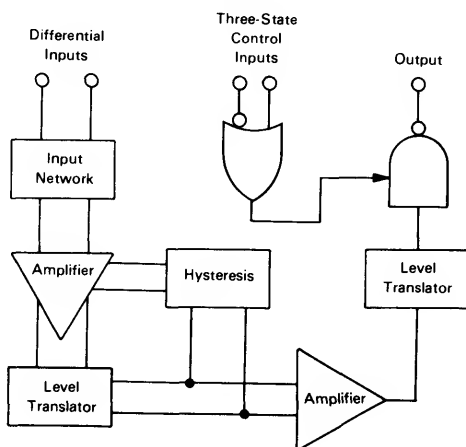 Differential
Inputs
Three-State
Control
Inputs
Output
Input
Network
Amplifier
Hysteresis
Level
Translator
Level
Translator
Amplifier